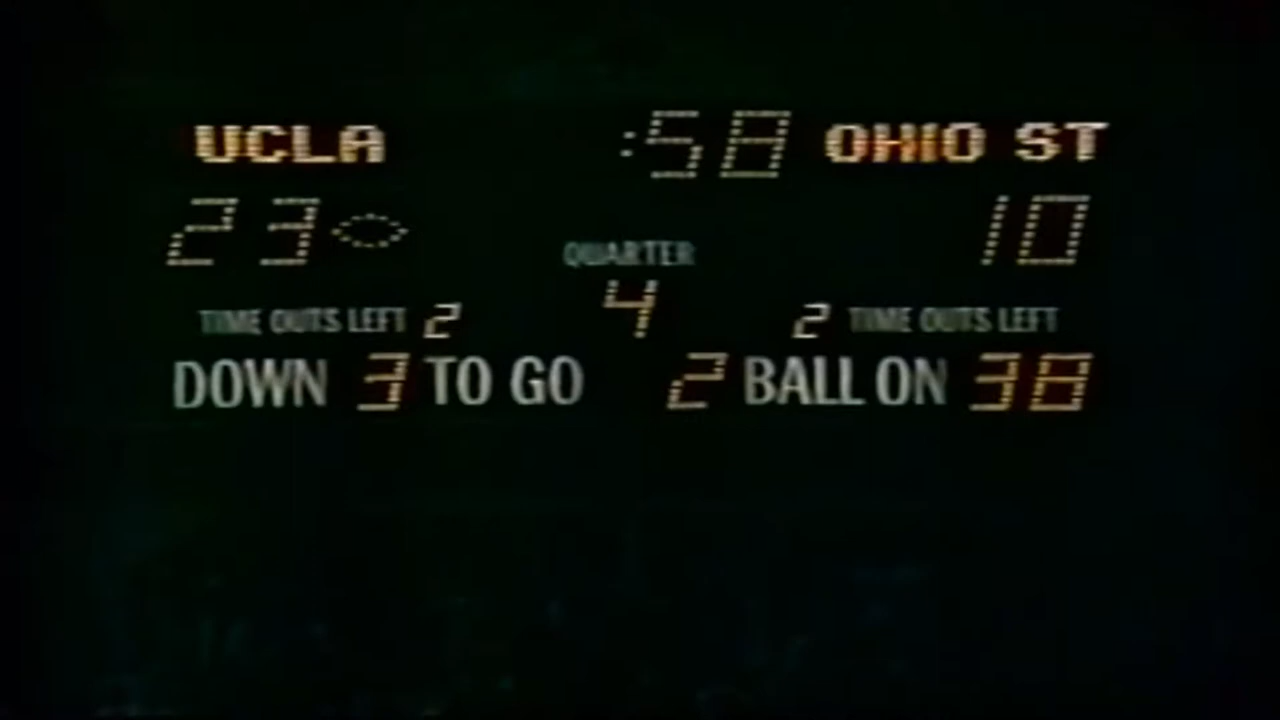 UCLA :58 OHIO ST
23 10
QUARTER
4
TIME OUTS LEFT 2 2 TIME OUTS LEFT
DOWN 3 TO GO 2 BALL ON 38